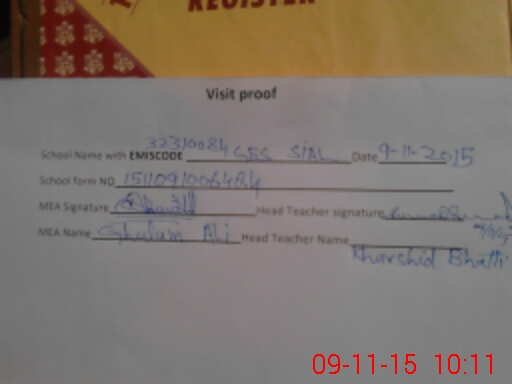 REGISTER
Visit proof
School Name with EMISCODE 32310084 GES SIAL Date 9-11-2015
School form NO 1511091006484
MEA Signature Head Teacher signature
MEA Name Ghulam Ali Head Teacher Name Khurshid Bhatti
09-11-15 10:11